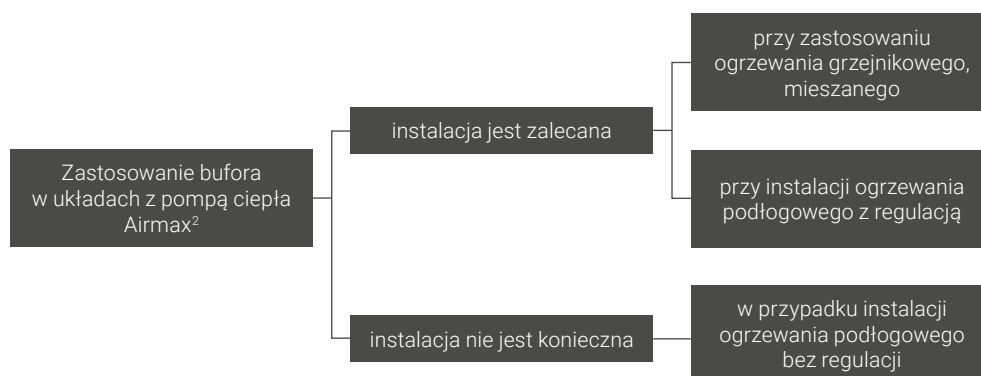 Zastosowanie bufora
w układach z pompą ciepła
Airmax²
instalacja jest zalecana
przy zastosowaniu
ogrzewania grzejnikowego,
mieszanego
przy instalacji ogrzewania
podłogowego z regulacją
instalacja nie jest konieczna
w przypadku instalacji
ogrzewania podłogowego
bez regulacji